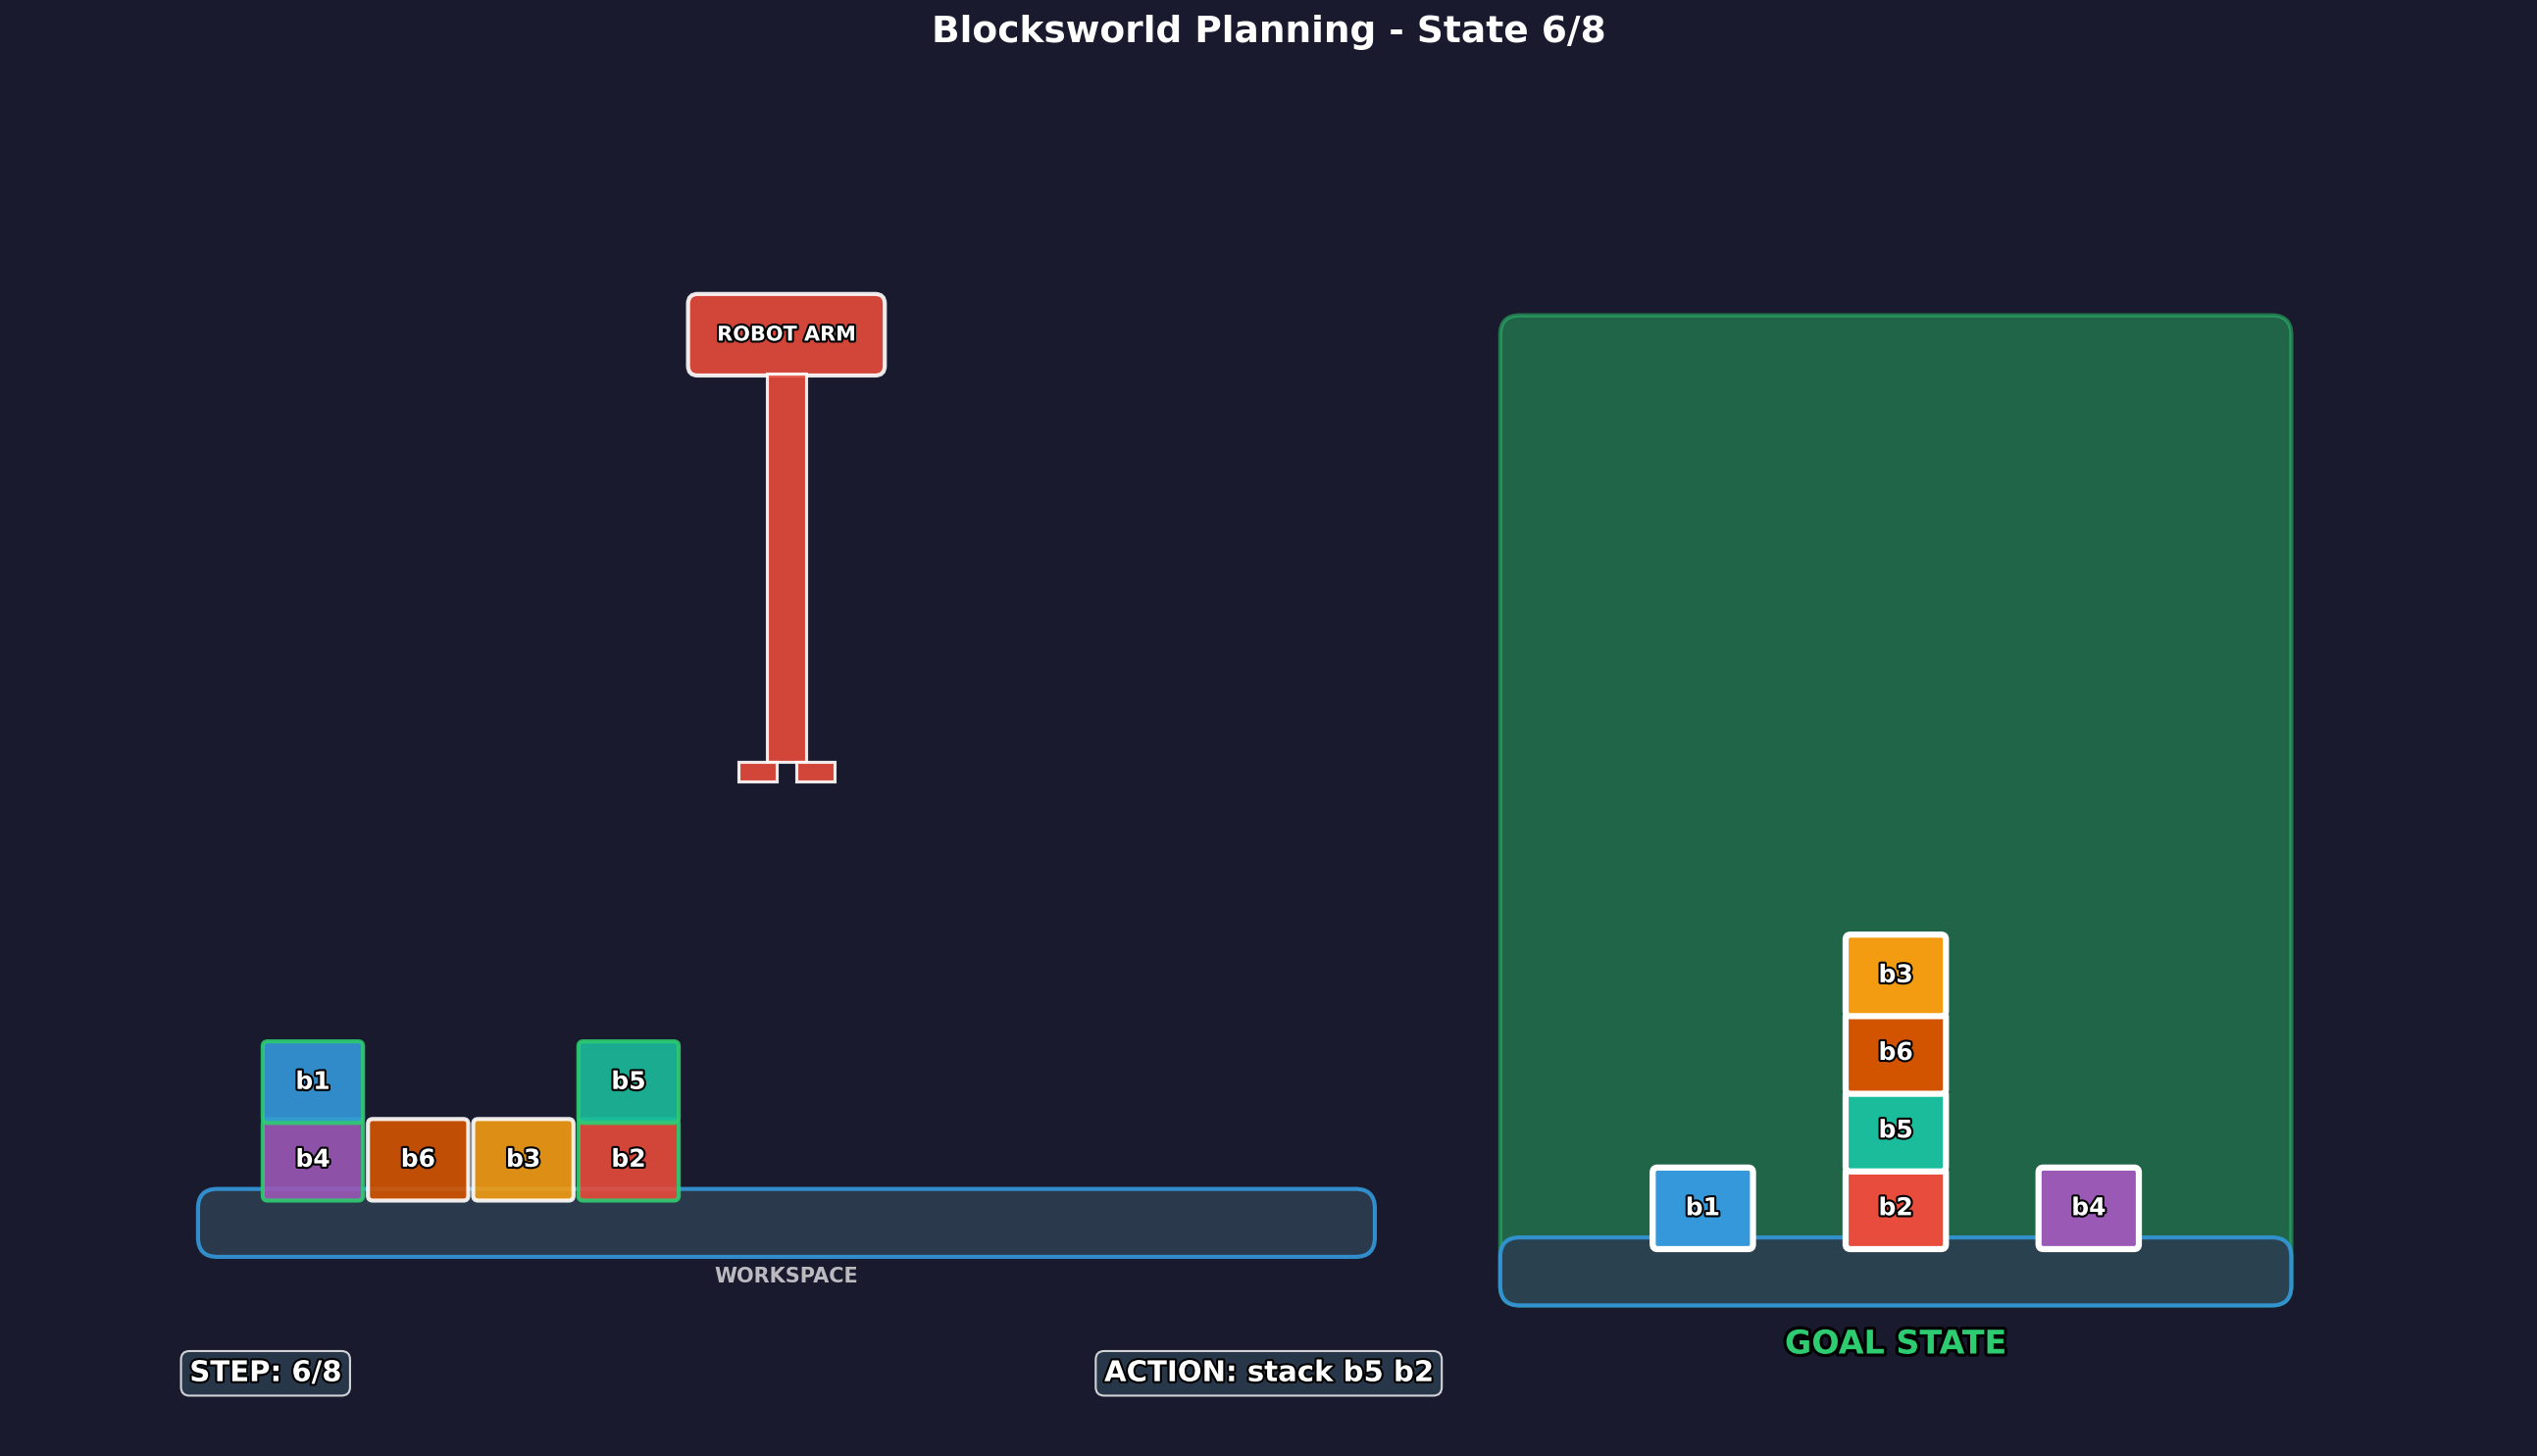 Blocksworld Planning - State 6/8
ROBOT ARM
b1
b5
b4
b6
b3
b2
WORKSPACE
b3
b6
b5
b1
b2
b4
GOAL STATE
STEP: 6/8
ACTION: stack b5 b2